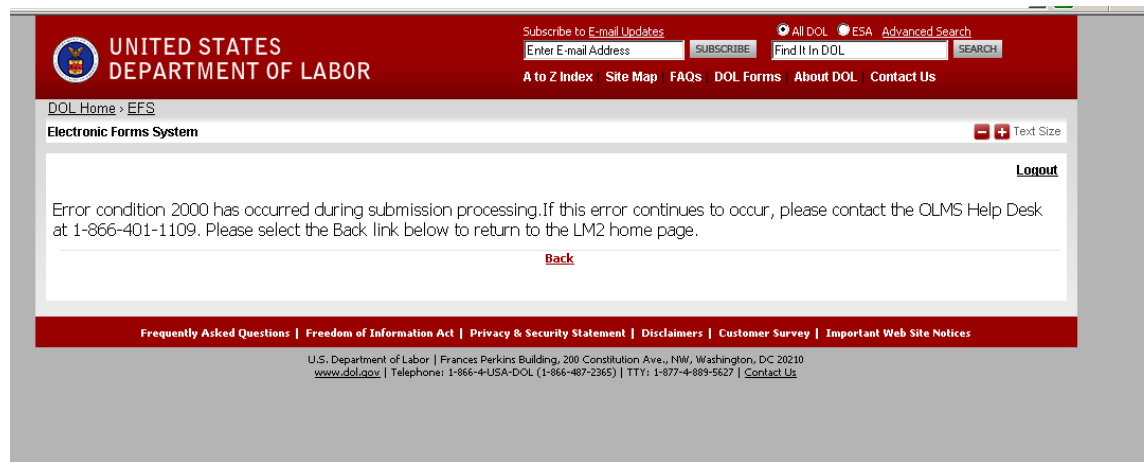 UNITED STATES
DEPARTMENT OF LABOR
Subscribe to E-mail Updates
All DOL ESA Advanced Search
Enter E-mail Address SUBSCRIBE Find It In DOL SEARCH
A to Z Index | Site Map | FAQs | DOL Forms | About DOL | Contact Us
DOL Home > EFS
Electronic Forms System
Text Size
Logout
Error condition 2000 has occurred during submission processing.If this error continues to occur, please contact the OLMS Help Desk
at 1-866-401-1109. Please select the Back link below to return to the LM2 home page.
Back
Frequently Asked Questions | Freedom of Information Act | Privacy & Security Statement | Disclaimers | Customer Survey | Important Web Site Notices
U.S. Department of Labor | Frances Perkins Building, 200 Constitution Ave., NW, Washington, DC 20210
www.dol.gov | Telephone: 1-866-4-USA-DOL (1-866-487-2365) | TTY: 1-877-4-889-5627 | Contact Us